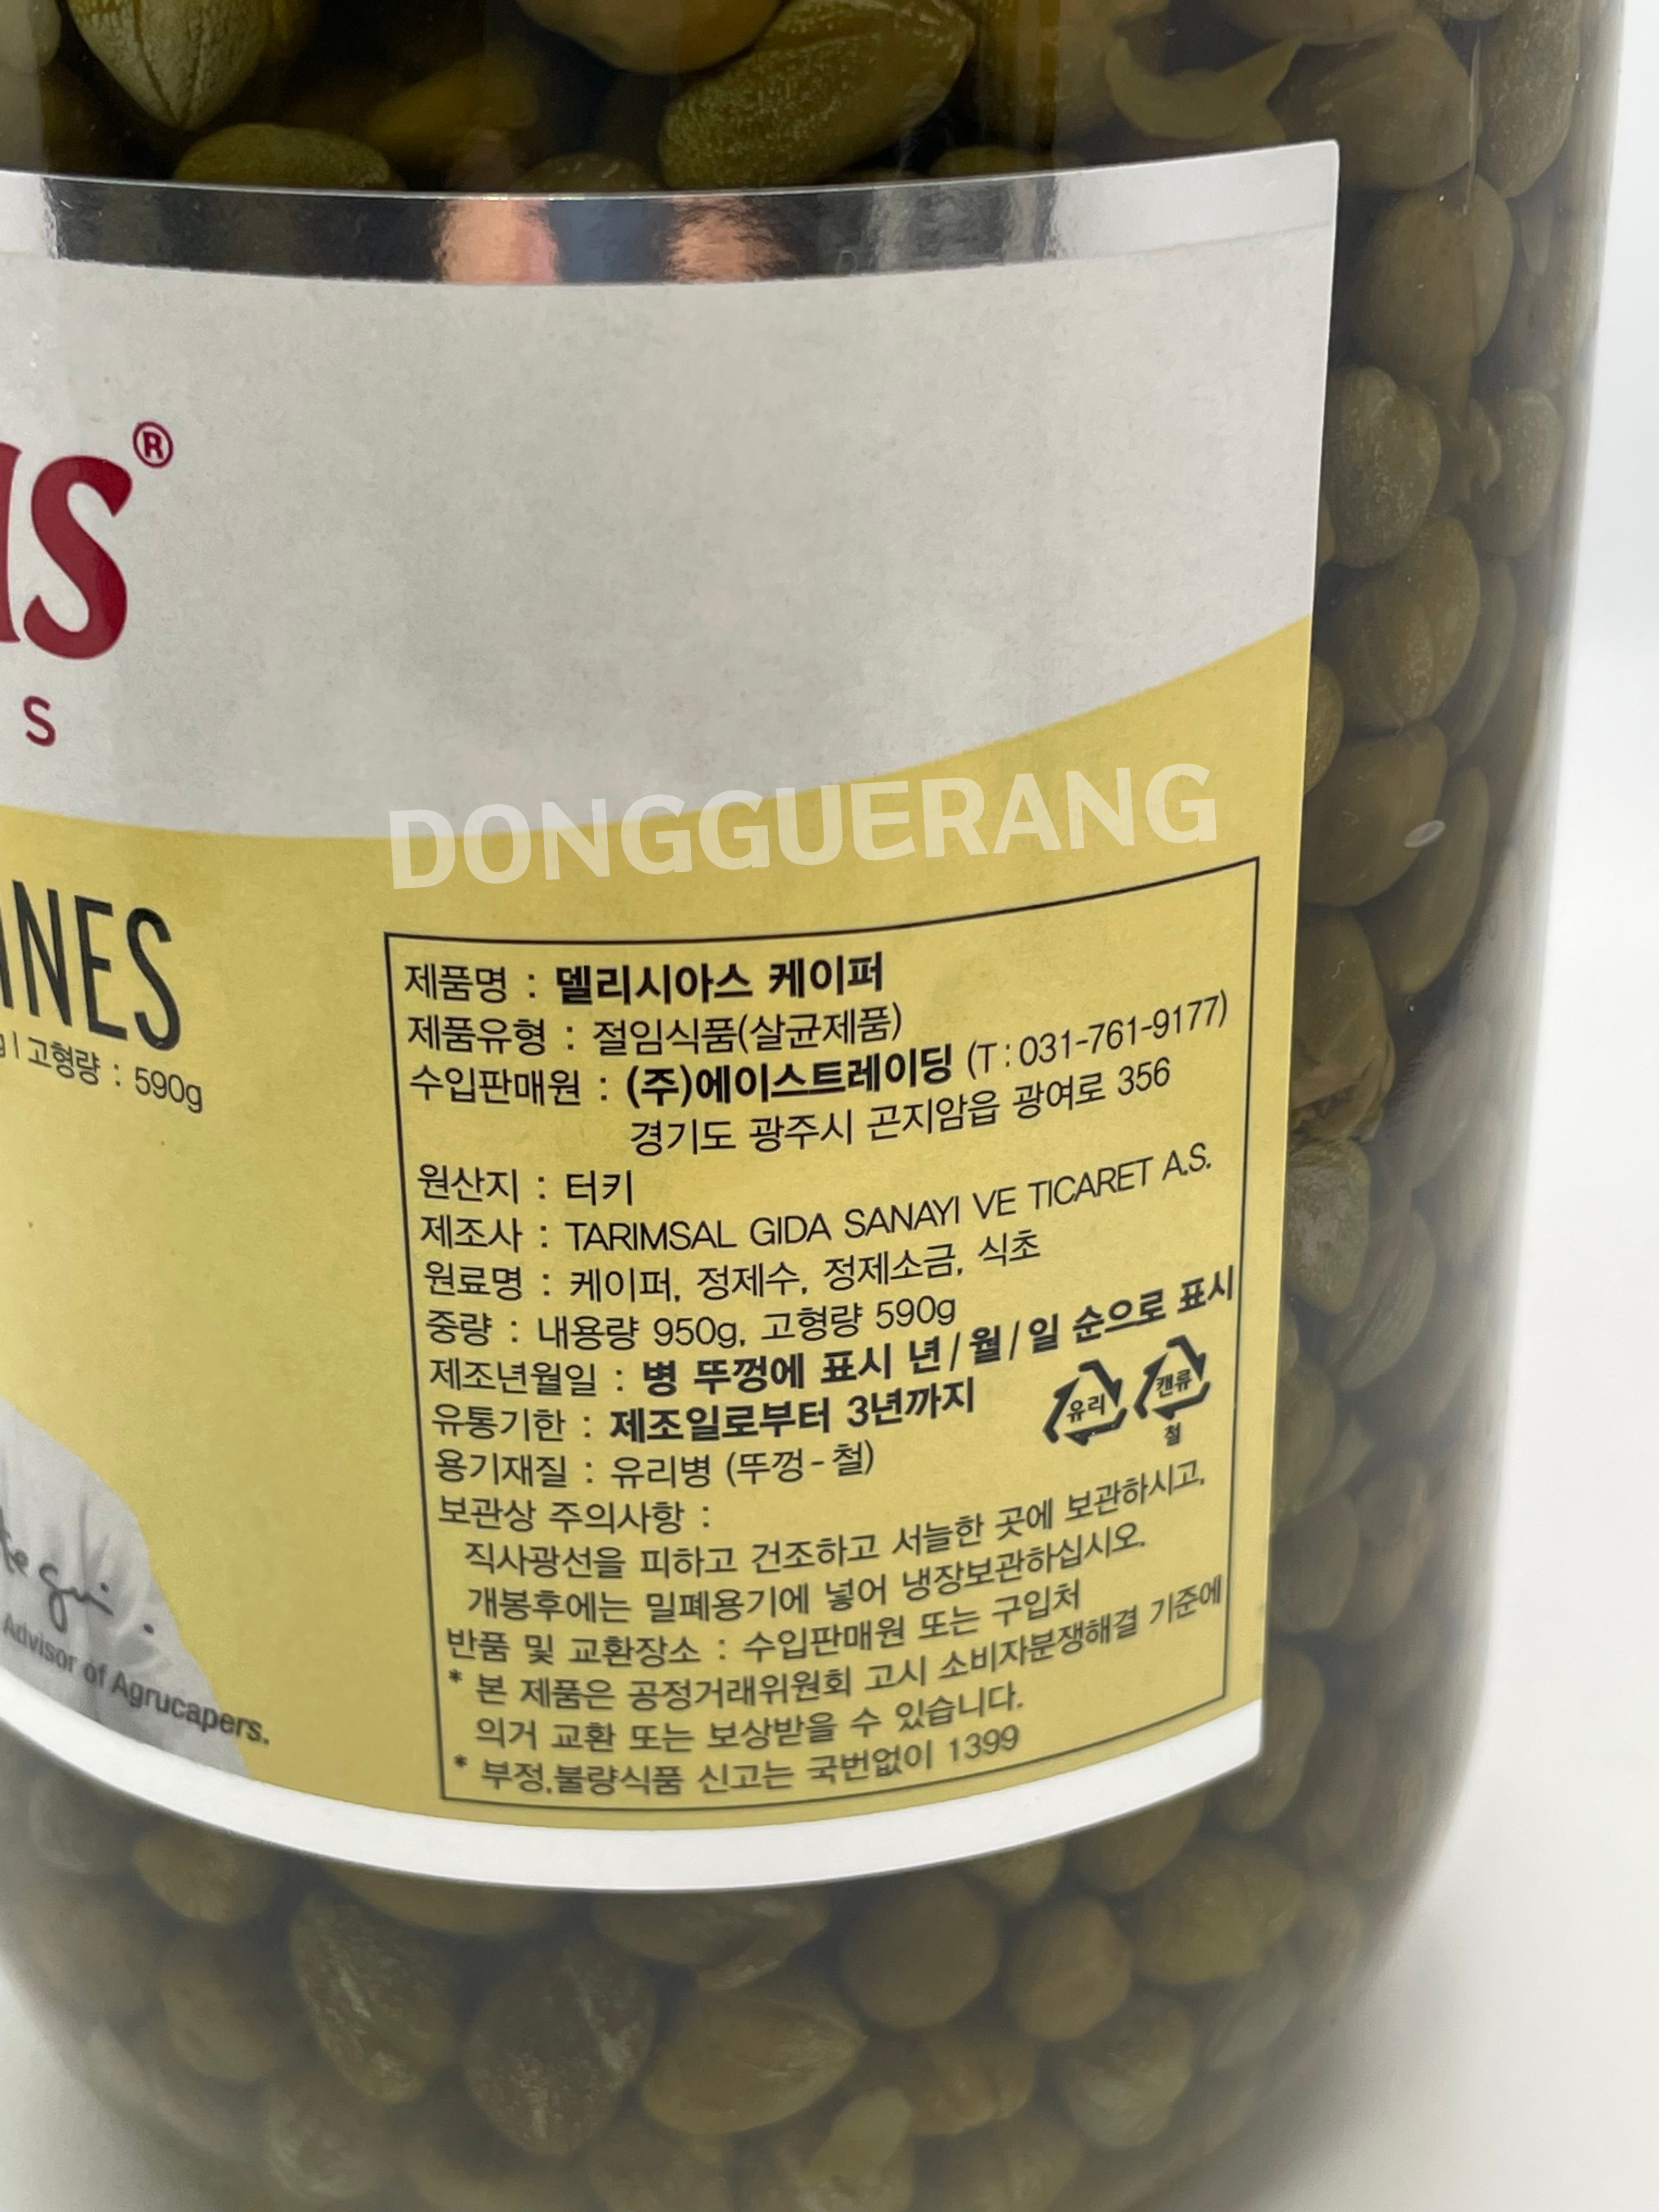 ®
S
DONGGUERANG
고형량 : 590g
제품명 : 델리시아스 케이퍼
제품유형 : 절임식품(살균제품)
수입판매원 : (주)에이스트레이딩 (T:031-761-9177)
경기도 광주시 곤지암읍 광여로 356
원산지 : 터키
제조사 : TARIMSAL GIDA SANAYI VE TICARET A.S.
원료명 : 케이퍼, 정제수, 정제소금, 식초
중량 : 내용량 950g, 고형량 590g
제조년월일 : 병 뚜껑에 표시 년/월/일 순으로 표시
유통기한 : 제조일로부터 3년까지
유리
캔류
철
용기재질 : 유리병 (뚜껑-철)
보관상 주의사항 :
직사광선을 피하고 건조하고 서늘한 곳에 보관하시고,
개봉후에는 밀폐용기에 넣어 냉장보관하십시오.
반품 및 교환장소 : 수입판매원 또는 구입처
* 본 제품은 공정거래위원회 고시 소비자분쟁해결 기준에
의거 교환 또는 보상받을 수 있습니다.
* 부정,불량식품 신고는 국번없이 1399
Advisor of Agrucapers.